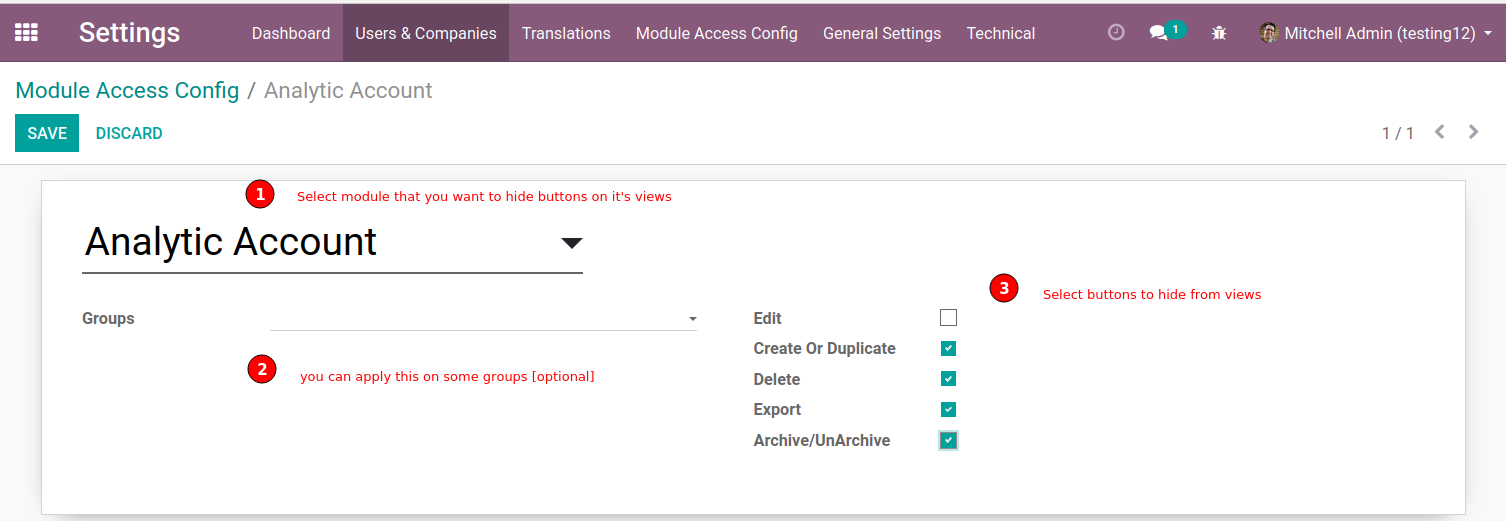 Settings Dashboard Users & Companies Translations Module Access Config General Settings Technical 1 Mitchell Admin (testing12)
Module Access Config / Analytic Account
SAVE DISCARD 1 / 1
1 Select module that you want to hide buttons on it's views
Analytic Account
3 Select buttons to hide from views
Groups Edit
Create Or Duplicate
2 you can apply this on some groups [optional]
Delete
Export
Archive/UnArchive